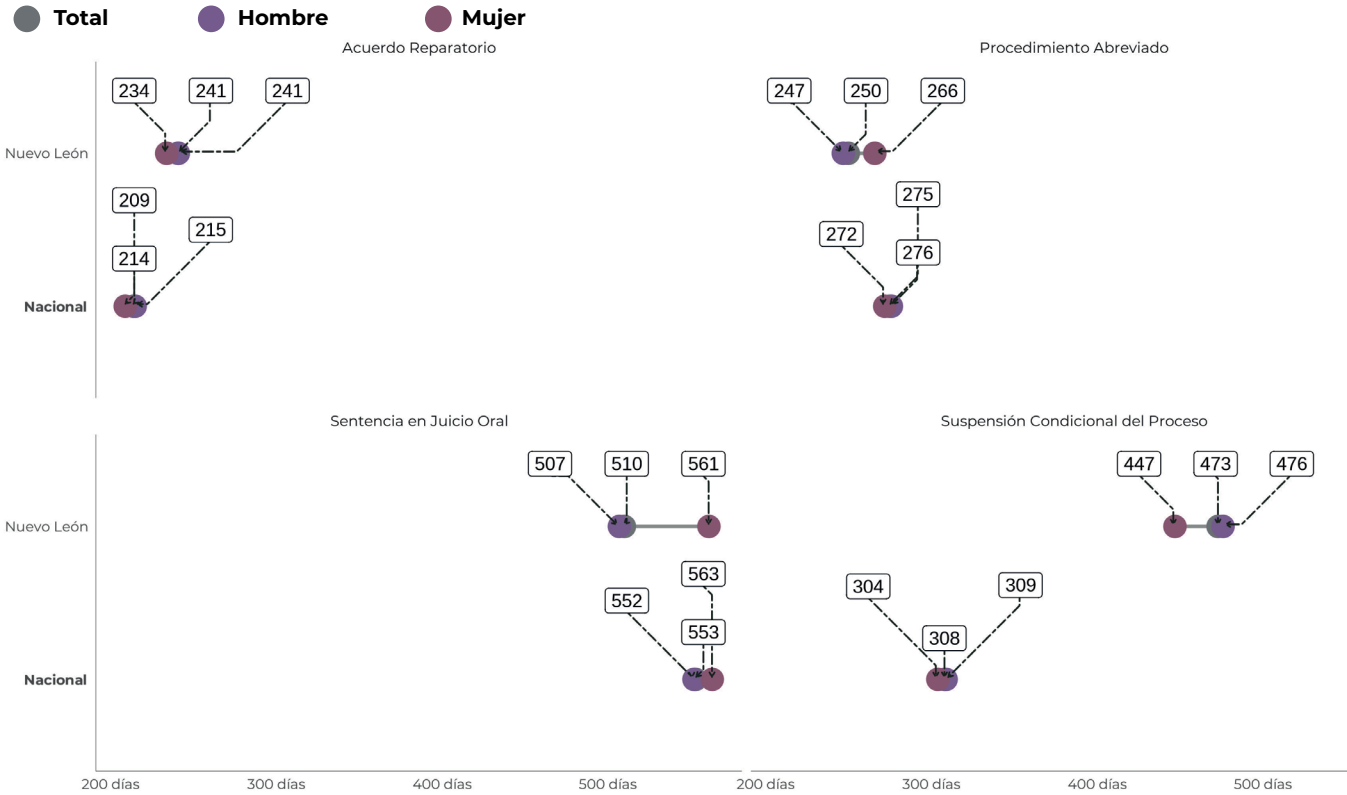 Total Hombre Mujer
Acuerdo Reparatorio
234 241 241
Nuevo León
209
215
214
Nacional
Procedimiento Abreviado
247 250 266
275
272
276
Sentencia en Juicio Oral
507 510 561
Nuevo León
563
552
553
Nacional
200 días 300 días 400 días 500 días
Suspensión Condicional del Proceso
447 473 476
304 309
308
200 días 300 días 400 días 500 días